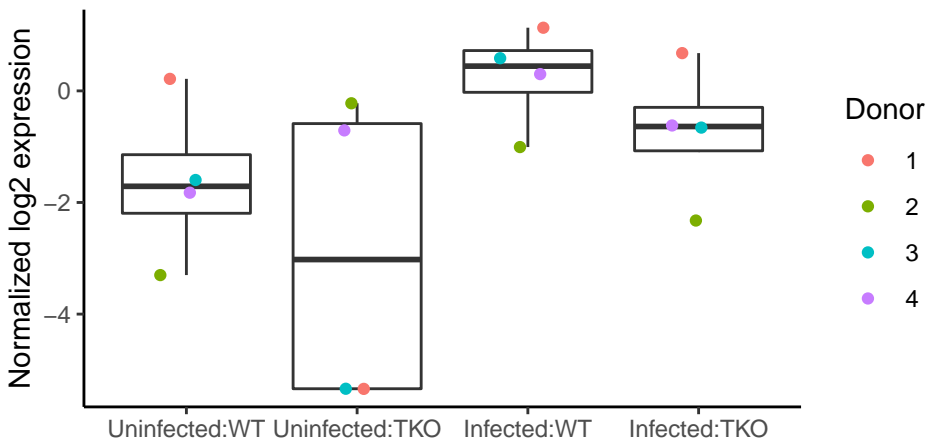 Normalized log2 expression
0
−2
−4
Uninfected:WT Uninfected:TKO Infected:WT Infected:TKO
Donor
1
2
3
4